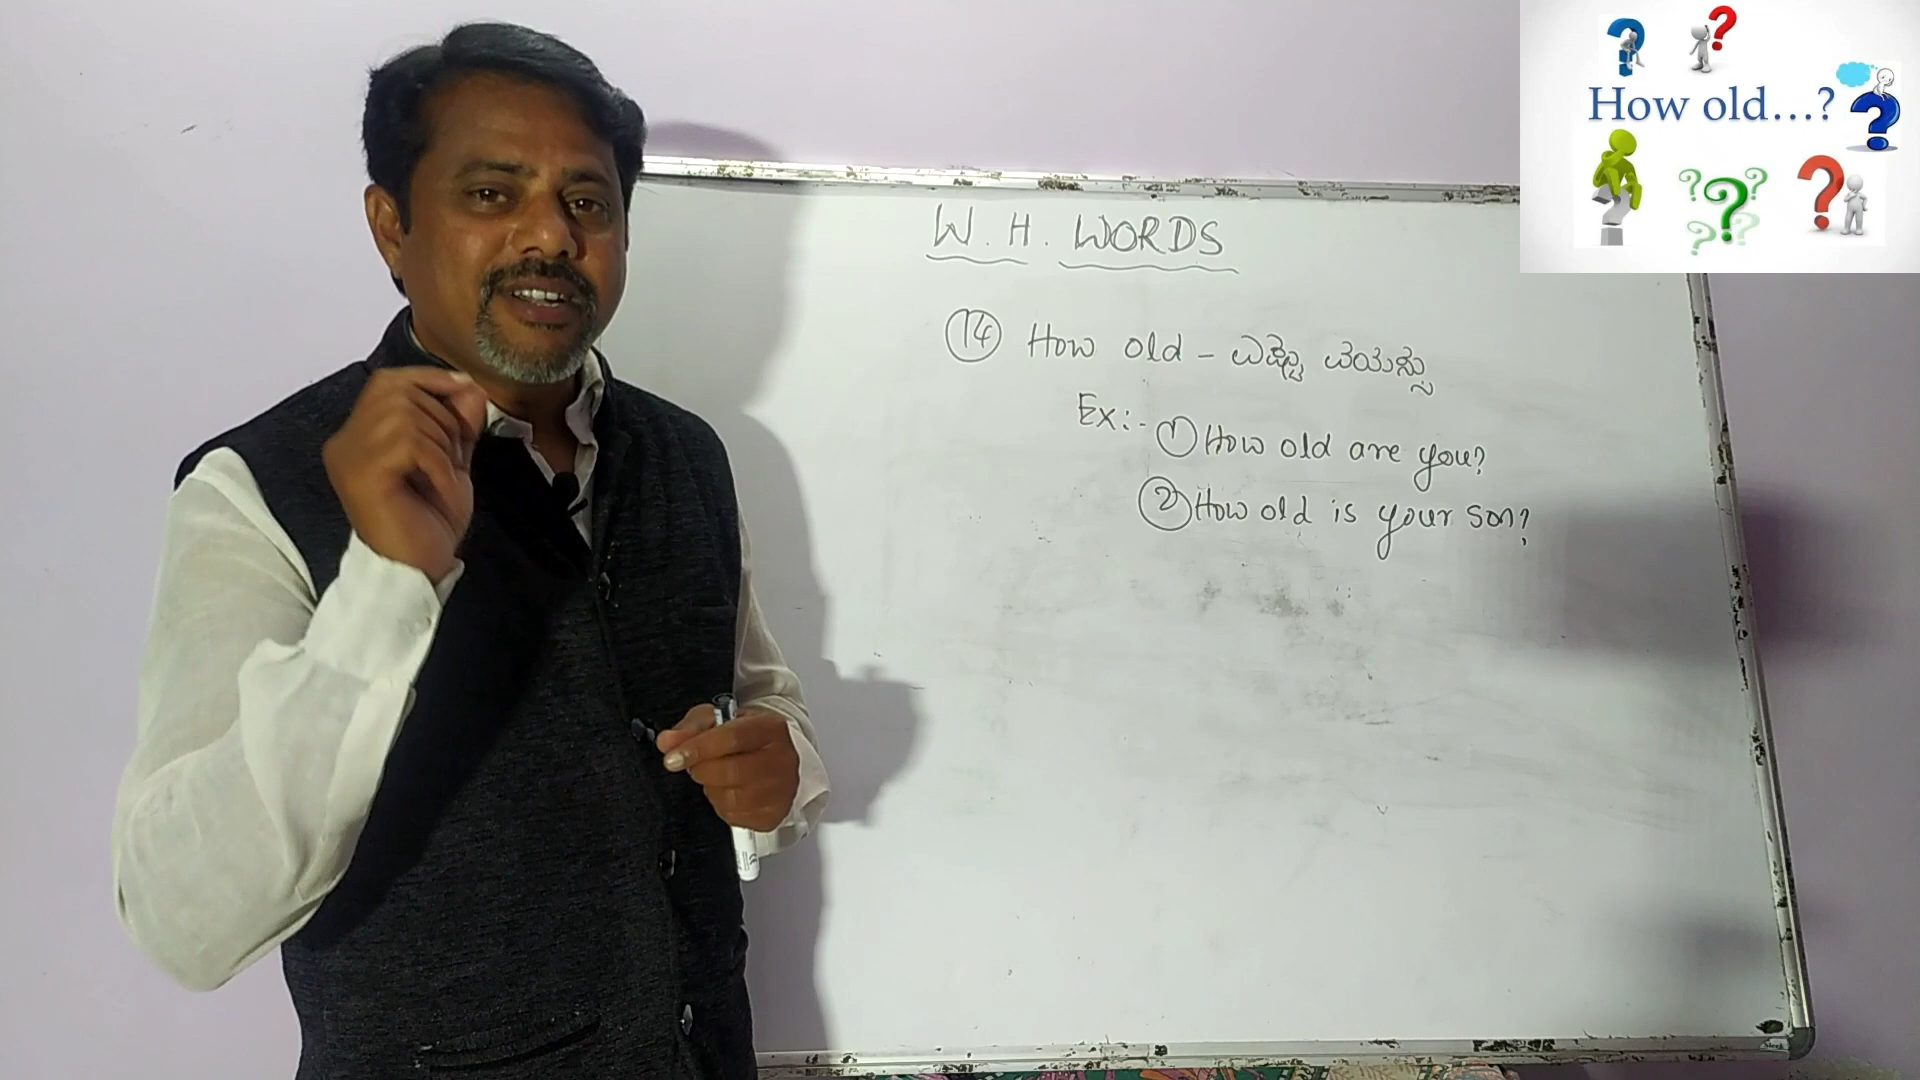 How old...?
W. H. WORDS
14 How old - ಎಷ್ಟು ವಯಸ್ಸು
Ex:- 1 How old are you?
2 How old is your son?